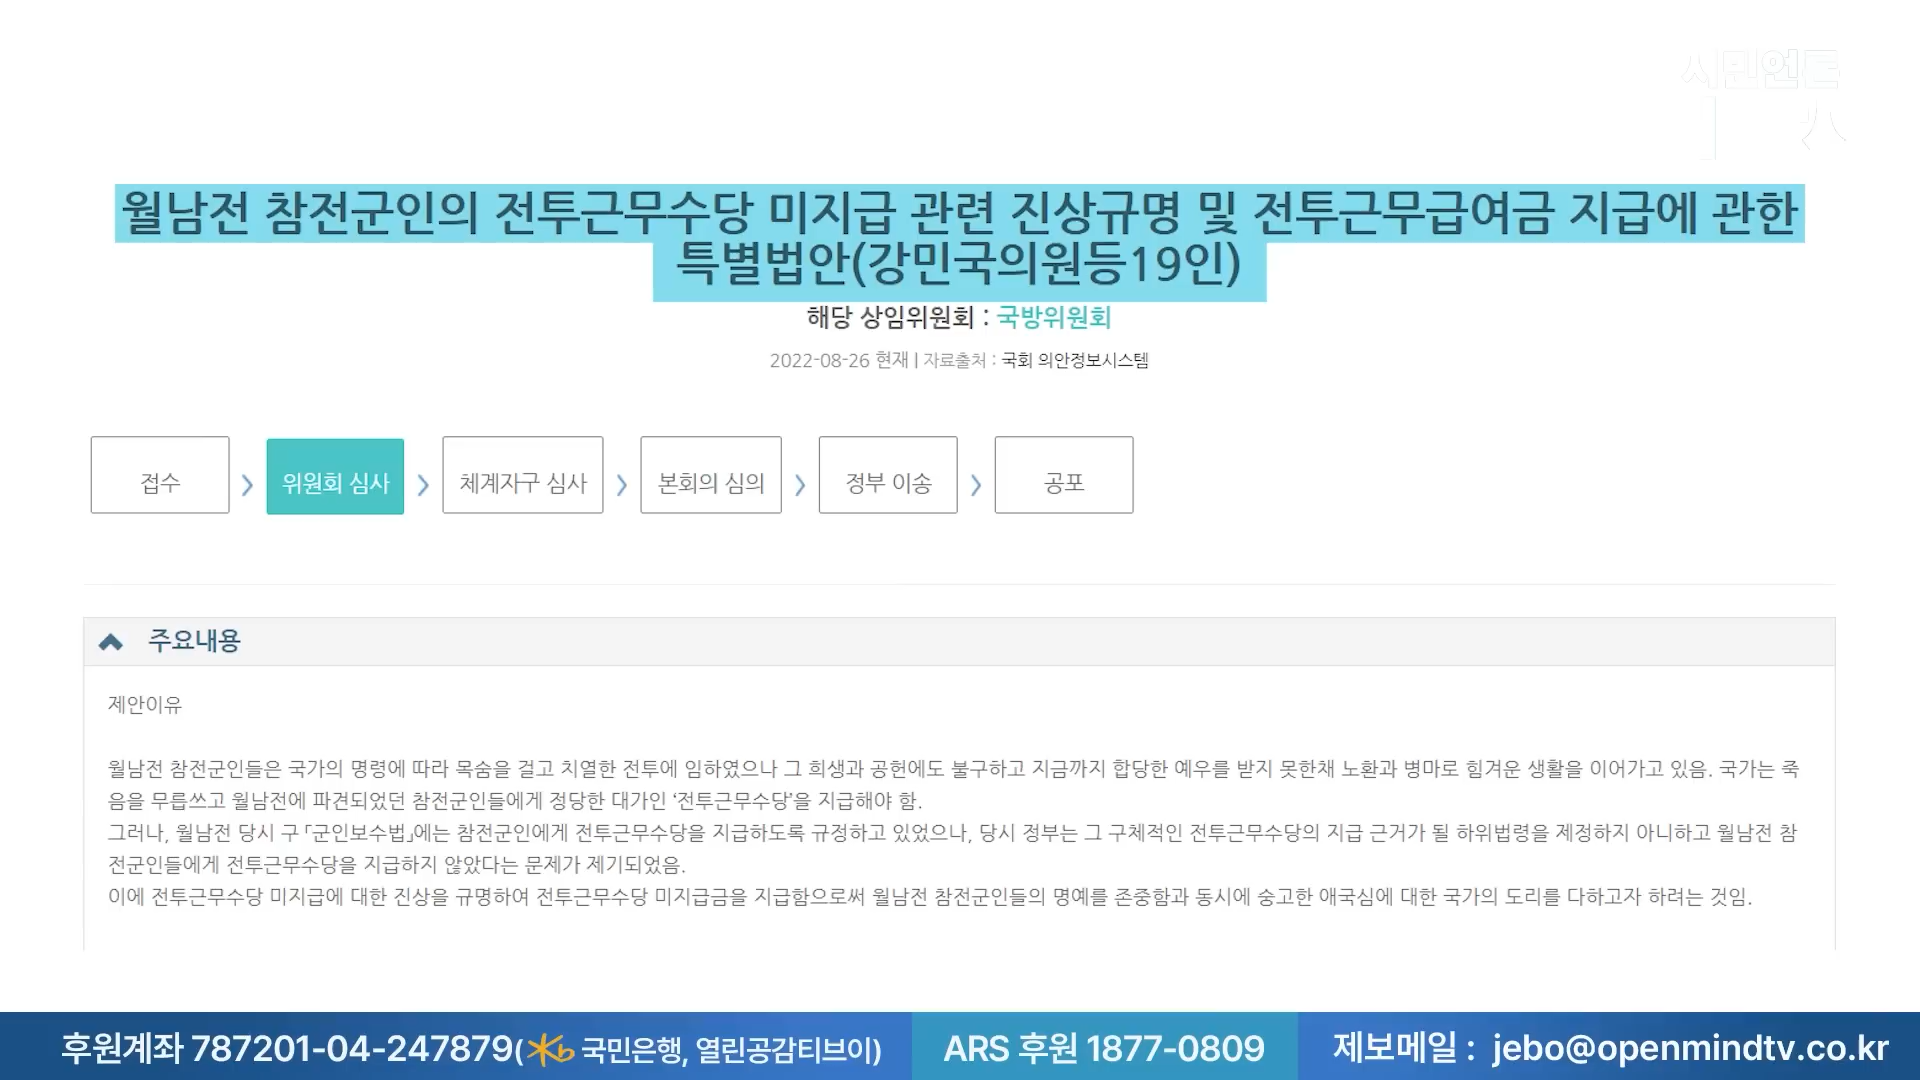 시민언론
월남전 참전군인의 전투근무수당 미지급 관련 진상규명 및 전투근무급여금 지급에 관한
특별법안(강민국의원등19인)
해당 상임위원회 : 국방위원회
2022-08-26 현재 | 자료출처 : 국회 의안정보시스템
접수 > 위원회 심사 > 체계자구 심사 > 본회의 심의 > 정부 이송 > 공포
주요내용
제안이유
월남전 참전군인들은 국가의 명령에 따라 목숨을 걸고 치열한 전투에 임하였으나 그 희생과 공헌에도 불구하고 지금까지 합당한 예우를 받지 못한채 노환과 병마로 힘겨운 생활을 이어가고 있음. 국가는 죽
음을 무릅쓰고 월남전에 파견되었던 참전군인들에게 정당한 대가인 ‘전투근무수당’을 지급해야 함.
그러나, 월남전 당시 구 「군인보수법」에는 참전군인에게 전투근무수당을 지급하도록 규정하고 있었으나, 당시 정부는 그 구체적인 전투근무수당의 지급 근거가 될 하위법령을 제정하지 아니하고 월남전 참
전군인들에게 전투근무수당을 지급하지 않았다는 문제가 제기되었음.
이에 전투근무수당 미지급에 대한 진상을 규명하여 전투근무수당 미지급금을 지급함으로써 월남전 참전군인들의 명예를 존중함과 동시에 숭고한 애국심에 대한 국가의 도리를 다하고자 하려는 것임.
후원계좌 787201-04-247879( 국민은행, 열린공감티브이) ARS 후원 1877-0809 제보메일 : jebo@openmindtv.co.kr